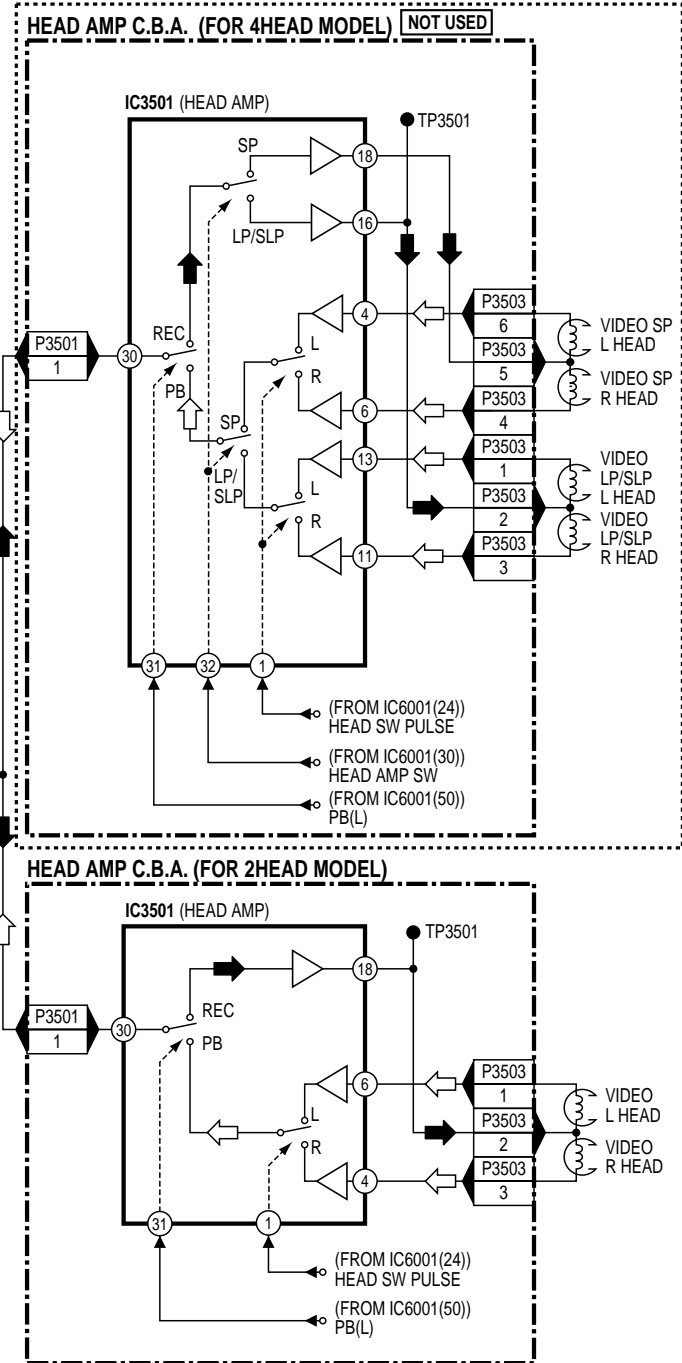 HEAD AMP C.B.A. (FOR 4HEAD MODEL) NOT USED
IC3501 (HEAD AMP)
TP3501
SP
18
16
LP/SLP
4
P3503
6
VIDEO SP
L HEAD
P3501
1
30
REC
L
P3503
5
PB
R
VIDEO SP
R HEAD
SP
6
P3503
4
LP/
SLP
13
P3503
1
VIDEO
LP/SLP
L HEAD
L
P3503
2
R
VIDEO
LP/SLP
R HEAD
11
P3503
3
31
32
1
(FROM IC6001(24))
HEAD SW PULSE
(FROM IC6001(30))
HEAD AMP SW
(FROM IC6001(50))
PB(L)
HEAD AMP C.B.A. (FOR 2HEAD MODEL)
IC3501 (HEAD AMP)
TP3501
18
P3501
1
30
REC
PB
6
P3503
1
VIDEO
L HEAD
L
P3503
2
R
VIDEO
R HEAD
4
P3503
3
31
1
(FROM IC6001(24))
HEAD SW PULSE
(FROM IC6001(50))
PB(L)